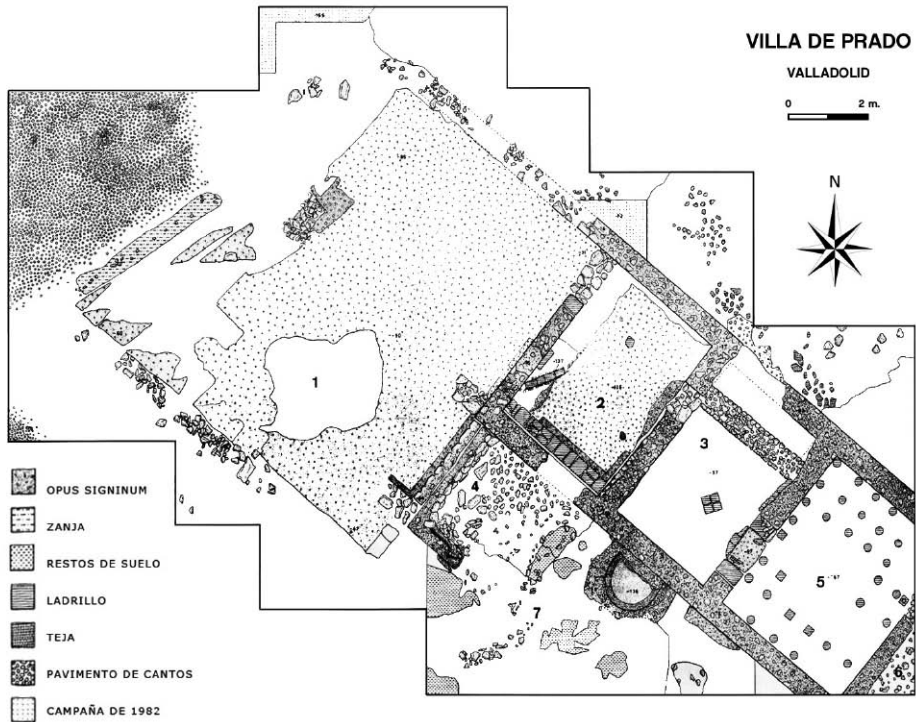 VILLA DE PRADO
VALLADOLID
0 2 m.
N
1
2
3
4
5
6
7
OPUS SIGNINUM
ZANJA
RESTOS DE SUELO
LADRILLO
TEJA
PAVIMENTO DE CANTOS
CAMPAÑA DE 1982